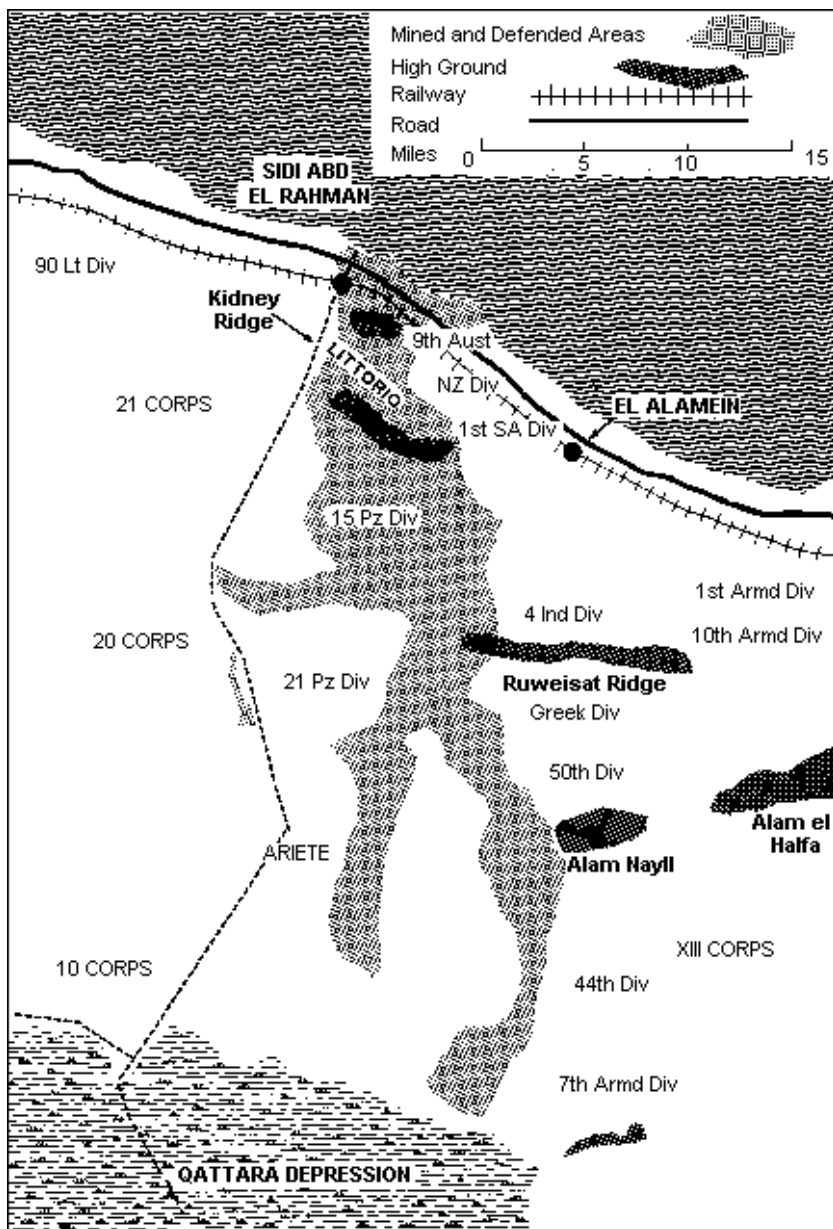 Mined and Defended Areas
High Ground
Railway
Road
Miles 0 5 10 15
SIDI ABD
EL RAHMAN
90 Lt Div
Kidney
Ridge
9th Aust
LITTORIO
NZ Div
21 CORPS
EL ALAMEIN
1st SA Div
15 Pz Div
1st Armd Div
4 Ind Div
10th Armd Div
20 CORPS
21 Pz Div
Ruweisat Ridge
Greek Div
50th Div
Alam el
Halfa
ARIETE
Alam Nayll
XIII CORPS
10 CORPS
44th Div
7th Armd Div
QATTARA DEPRESSION